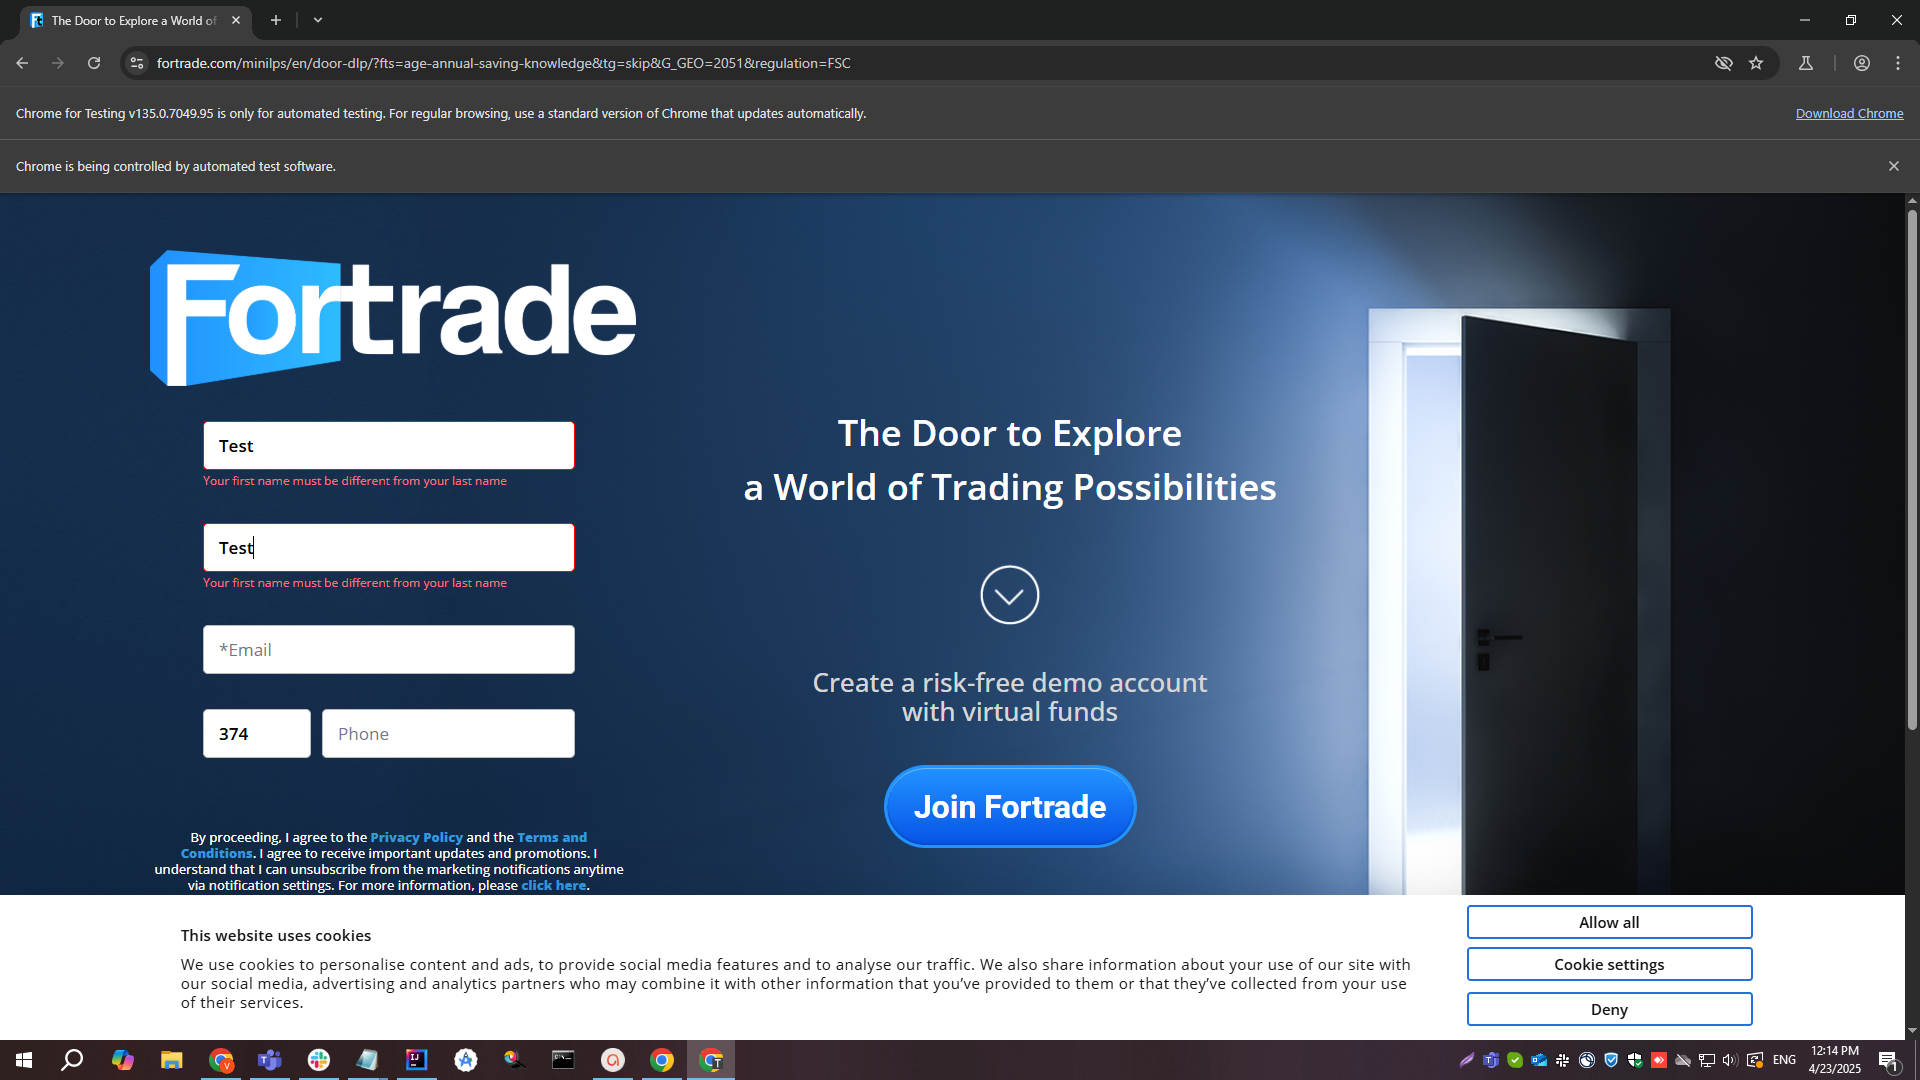 The Door to Explore a World of
fortrade.com/minilps/en/door-dlp/?fts=age-annual-saving-knowledge&tg=skip&G_GEO=2051&regulation=FSC
Chrome for Testing v135.0.7049.95 is only for automated testing. For regular browsing, use a standard version of Chrome that updates automatically.
Download Chrome
Chrome is being controlled by automated test software.
Fortrade
Test
Your first name must be different from your last name
Test
Your first name must be different from your last name
*Email
374
Phone
By proceeding, I agree to the Privacy Policy and the Terms and
Conditions. I agree to receive important updates and promotions. I
understand that I can unsubscribe from the marketing notifications anytime
via notification settings. For more information, please click here.
The Door to Explore
a World of Trading Possibilities
Create a risk-free demo account
with virtual funds
Join Fortrade
This website uses cookies
We use cookies to personalise content and ads, to provide social media features and to analyse our traffic. We also share information about your use of our site with
our social media, advertising and analytics partners who may combine it with other information that you've provided to them or that they've collected from your use
of their services.
Allow all
Cookie settings
Deny
ENG
12:14 PM
4/23/2025
1